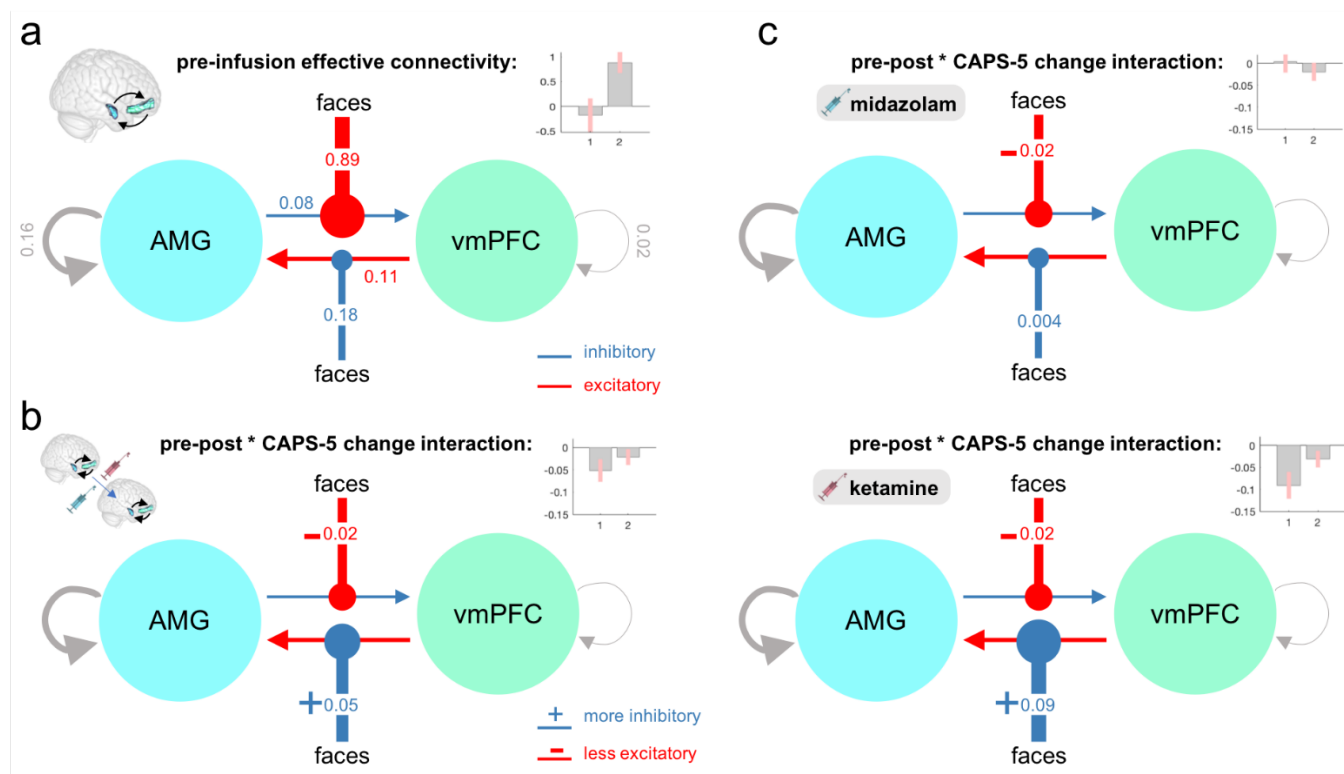 a
pre-infusion effective connectivity:
1
0.5
0
-0.5
1 2
faces
0.89
0.08
0.16
AMG
vmPFC
0.02
0.11
0.18
faces
inhibitory
excitatory
b
pre-post * CAPS-5 change interaction:
0
-0.05
-0.1
-0.15
1 2
faces
0.02
AMG
vmPFC
+ 0.05
faces
+
more inhibitory
-
less excitatory
c
pre-post * CAPS-5 change interaction:
midazolam
0
-0.05
-0.1
-0.15
1 2
faces
-0.02
AMG
vmPFC
0.004
faces
pre-post * CAPS-5 change interaction:
ketamine
0
-0.05
-0.1
-0.15
1 2
faces
-0.02
AMG
vmPFC
+ 0.09
faces